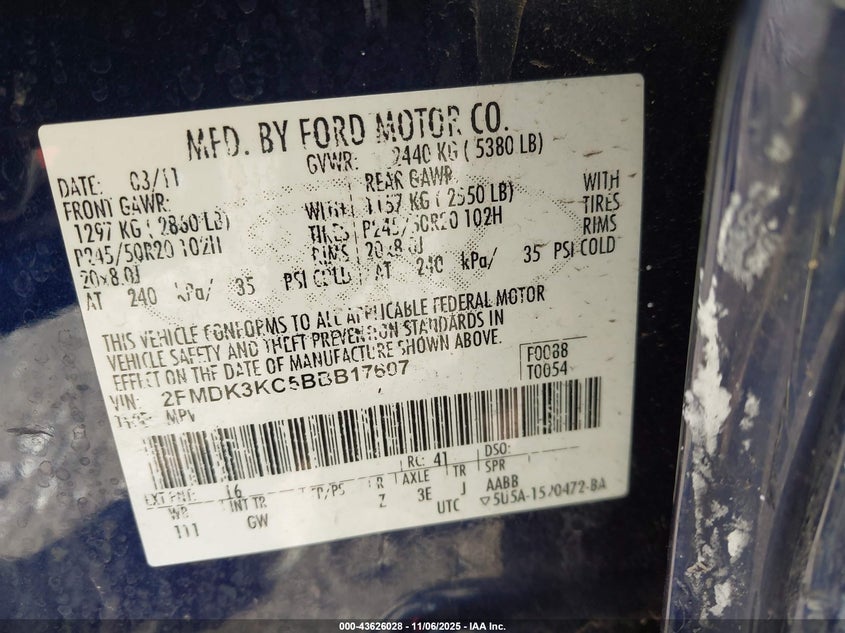 MFD. BY FORD MOTOR CO.
DATE: 03/11 GVWR: 2440 KG ( 5380 LB)
FRONT GAWR: REAR GAWR:
1297 KG ( 2860 LB) WITH 1157 KG ( 2550 LB) WITH
P245/50R20 102H TIRES P245/50R20 102H TIRES
20x8.0J RIMS 20x8.0J RIMS
AT 240 kPa/ 35 PSI COLD AT 240 kPa/ 35 PSI COLD
THIS VEHICLE CONFORMS TO ALL APPLICABLE FEDERAL MOTOR
VEHICLE SAFETY AND THEFT PREVENTION STANDARDS IN
EFFECT ON THE DATE OF MANUFACTURE SHOWN ABOVE.
VIN: 2FMDK3KC5BBB17607 F0038
TYPE: MPV T0054
RC: 41 DSO:
EXT PNT: L6
WB INT TR TP/PS R AXLE TR SPR
111 GW Z 3E J AABB
UTC ▽5U5A-1520472-BA
000-43626028 - 11/06/2025 - IAA Inc.